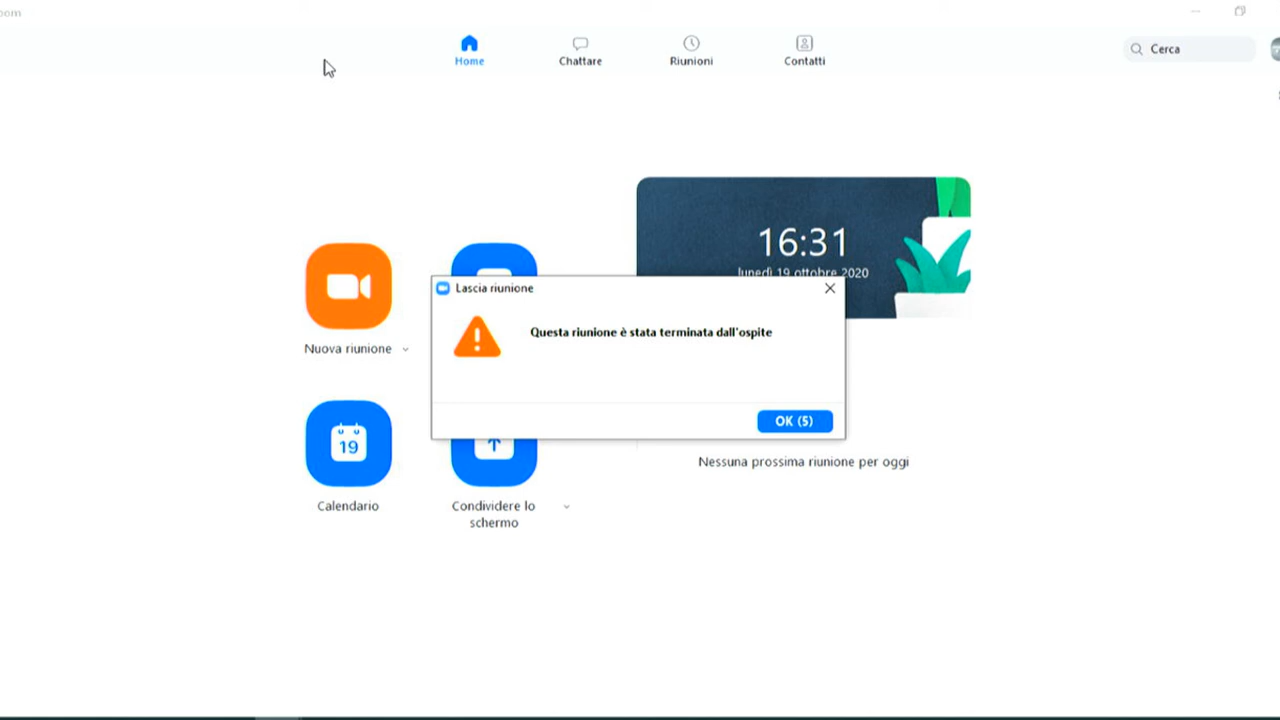 oom
Home
Chattare
Riunioni
Contatti
Cerca
16:31
lunedì 19 ottobre 2020
Lascia riunione
Questa riunione è stata terminata dall'ospite
OK (5)
Nuova riunione
19
Calendario
Condividere lo
schermo
Nessuna prossima riunione per oggi